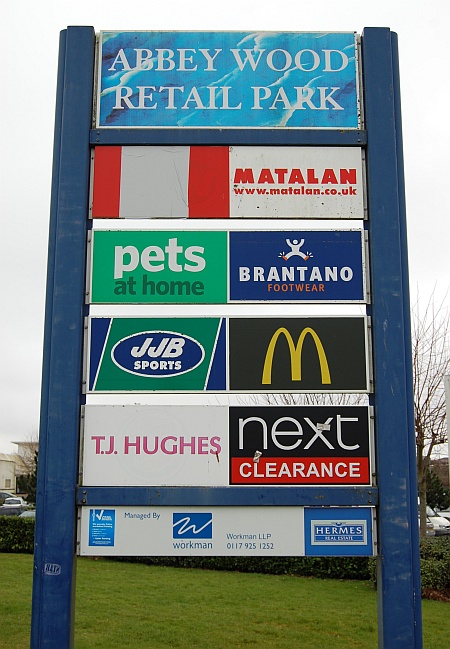 ABBEY WOOD
RETAIL PARK
MATALAN
www.matalan.co.uk
pets
at home
BRANTANO
FOOTWEAR
JJB
SPORTS
T.J. HUGHES
next
CLEARANCE
Managed By
workman
Workman LLP
0117 925 1252
HERMES
REAL ESTATE